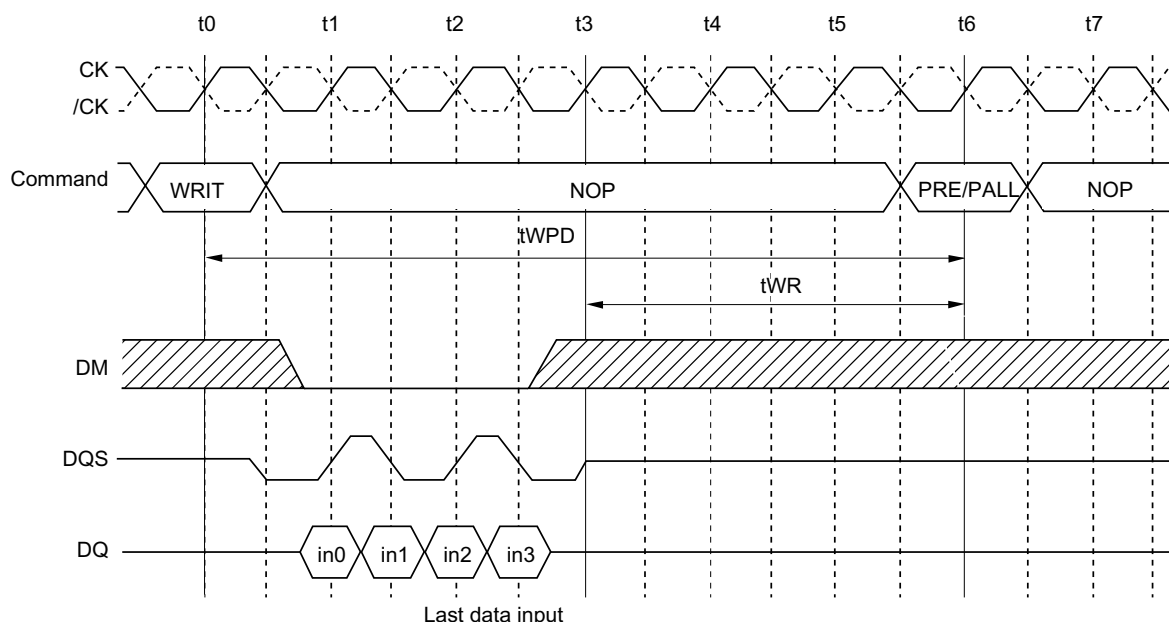 t0 t1 t2 t3 t4 t5 t6 t7
CK
/CK
Command WRIT NOP PRE/PALL NOP
tWPD
tWR
DM
DQS
DQ in0 in1 in2 in3
Last data input